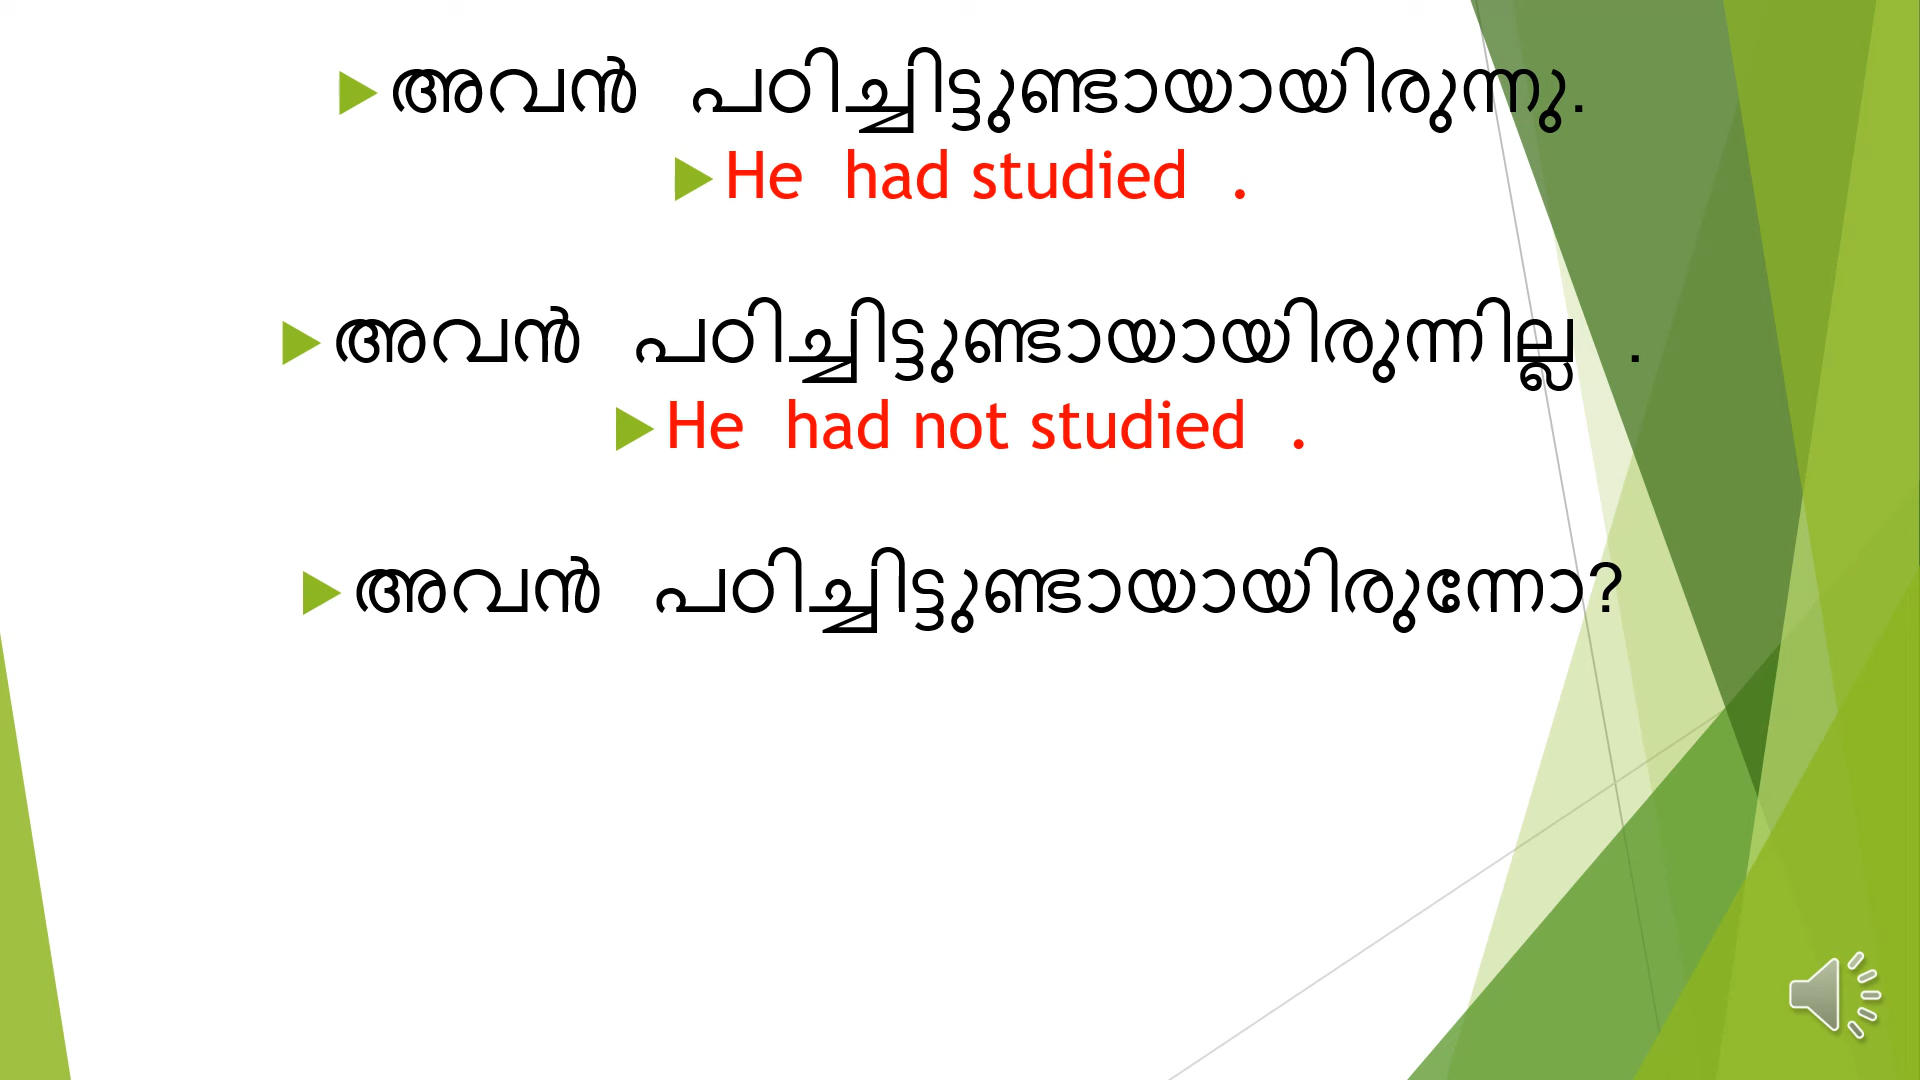 അവൻ പഠിച്ചിട്ടുണ്ടായായിരുന്നു.
He had studied .
അവൻ പഠിച്ചിട്ടുണ്ടായായിരുന്നില്ല .
He had not studied .
അവൻ പഠിച്ചിട്ടുണ്ടായായിരുന്നോ?